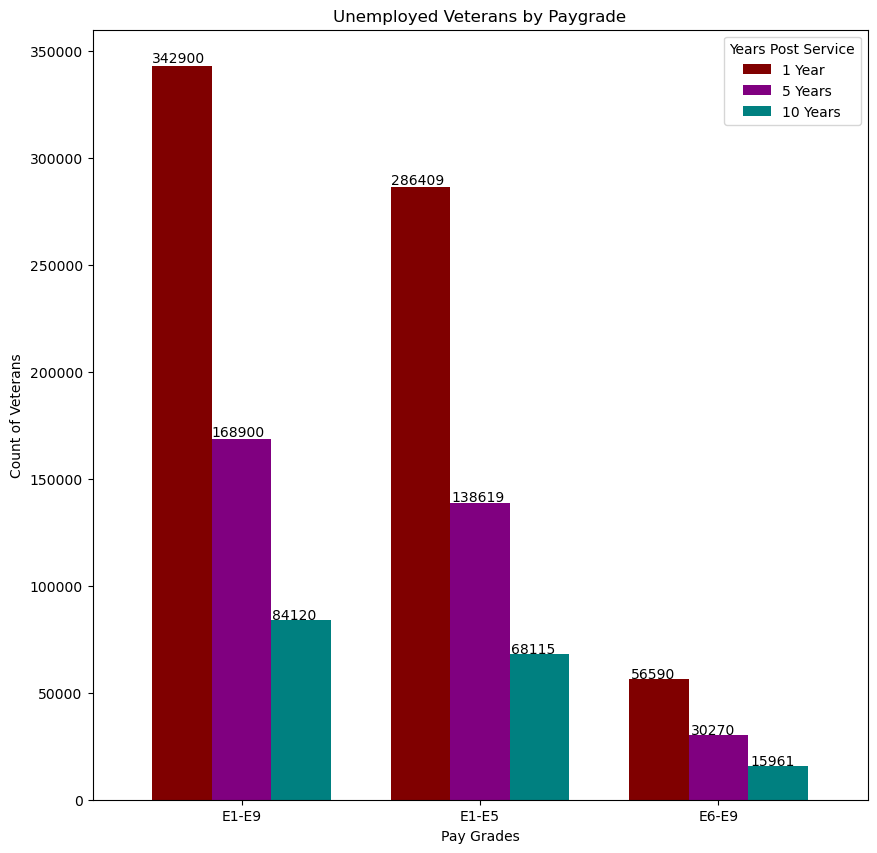 Unemployed Veterans by Paygrade
Years Post Service
1 Year
5 Years
10 Years
Count of Veterans
350000
300000
250000
200000
150000
100000
50000
0
342900
168900
84120
286409
138619
68115
56590
30270
15961
E1-E9
E1-E5
E6-E9
Pay Grades